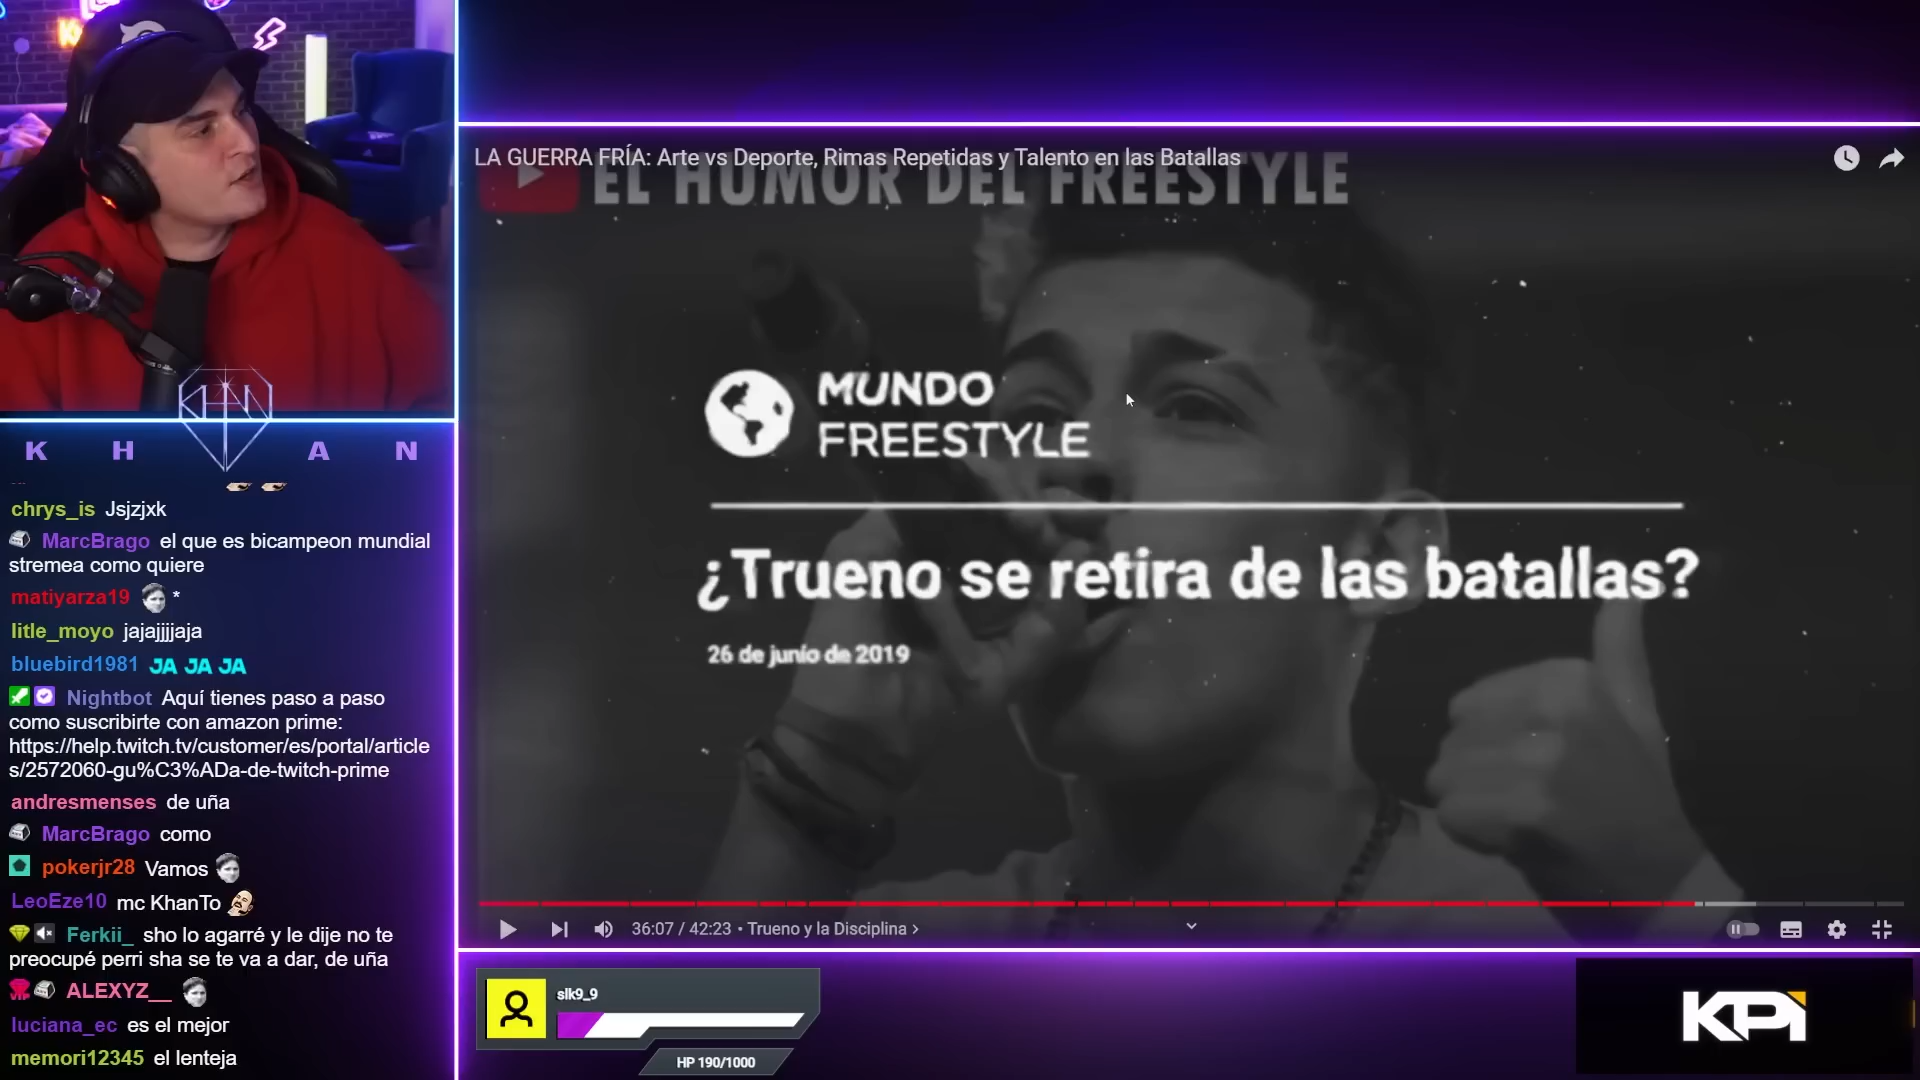 KHAN
K H A N
chrys_is Jsjzjxk
MarcBrago el que es bicampeon mundial
stremea como quiere
matiyarza19 *
litle_moyo jajajjjjaja
bluebird1981 JA JA JA
Nightbot Aquí tienes paso a paso
como suscribirte con amazon prime:
https://help.twitch.tv/customer/es/portal/article
s/2572060-gu%C3%ADa-de-twitch-prime
andresmenses de uña
MarcBrago como
pokerjr28 Vamos
LeoEze10 mc KhanTo
Ferkii_ sho lo agarré y le dije no te
preocupé perri sha se te va a dar, de uña
ALEXYZ__
luciana_ec es el mejor
memori12345 el lenteja
LA GUERRA FRÍA: Arte vs Deporte, Rimas Repetidas y Talento en las Batallas
EL HUMOR DEL FREESTYLE
MUNDO
FREESTYLE
¿Trueno se retira de las batallas?
26 de junio de 2019
36:07 / 42:23 • Trueno y la Disciplina >
slk9_9
HP 190/1000
KPI